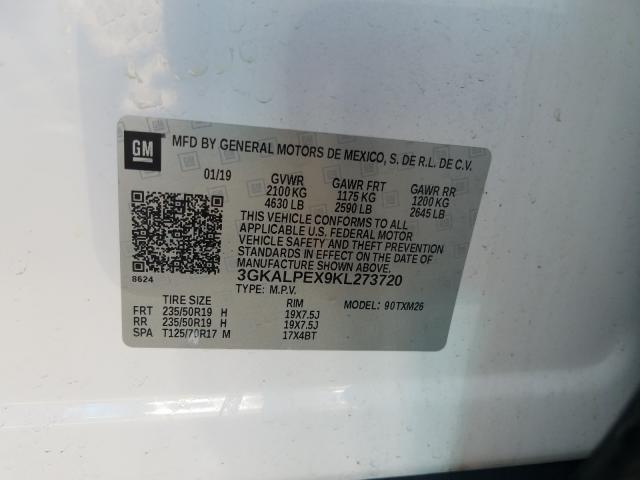 GM
MFD BY GENERAL MOTORS DE MEXICO, S. DE R.L. DE C.V.
01/19 GVWR GAWR FRT GAWR RR
2100 KG 1175 KG 1200 KG
4630 LB 2590 LB 2645 LB
THIS VEHICLE CONFORMS TO ALL
APPLICABLE U.S. FEDERAL MOTOR
VEHICLE SAFETY AND THEFT PREVENTION
STANDARDS IN EFFECT ON THE DATE OF
MANUFACTURE SHOWN ABOVE.
8624 3GKALPEX9KL273720
TYPE: M.P.V.
TIRE SIZE RIM 90TXM26
FRT 235/50R19 H 19X7.5J
RR 235/50R19 H 19X7.5J
SPA T125/70R17 M 17X4BT